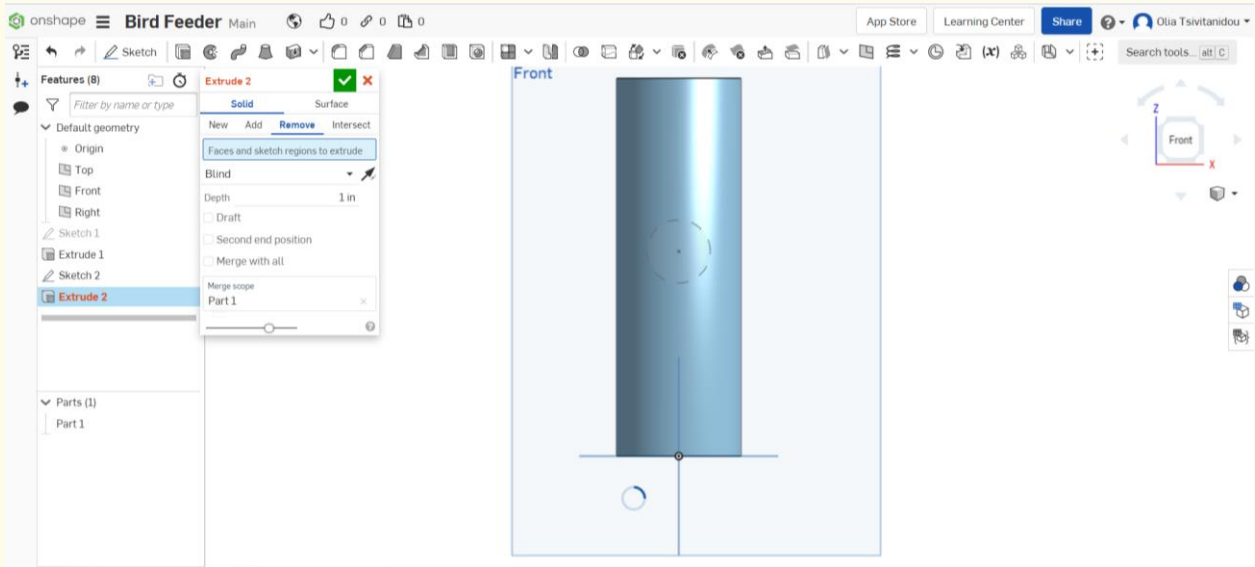 onshape Bird Feeder Main 0 0 0 App Store Learning Center Share Olia Tsivitanidou
Sketch Search tools... alt C
Features (8)
Filter by name or type
Default geometry
Origin
Top
Front
Right
Sketch 1
Extrude 1
Sketch 2
Extrude 2
Parts (1)
Part 1
Extrude 2
Solid Surface
New Add Remove Intersect
Faces and sketch regions to extrude
Blind
Depth 1 in
Draft
Second end position
Merge with all
Merge scope
Part 1
Front
Z
Front
X